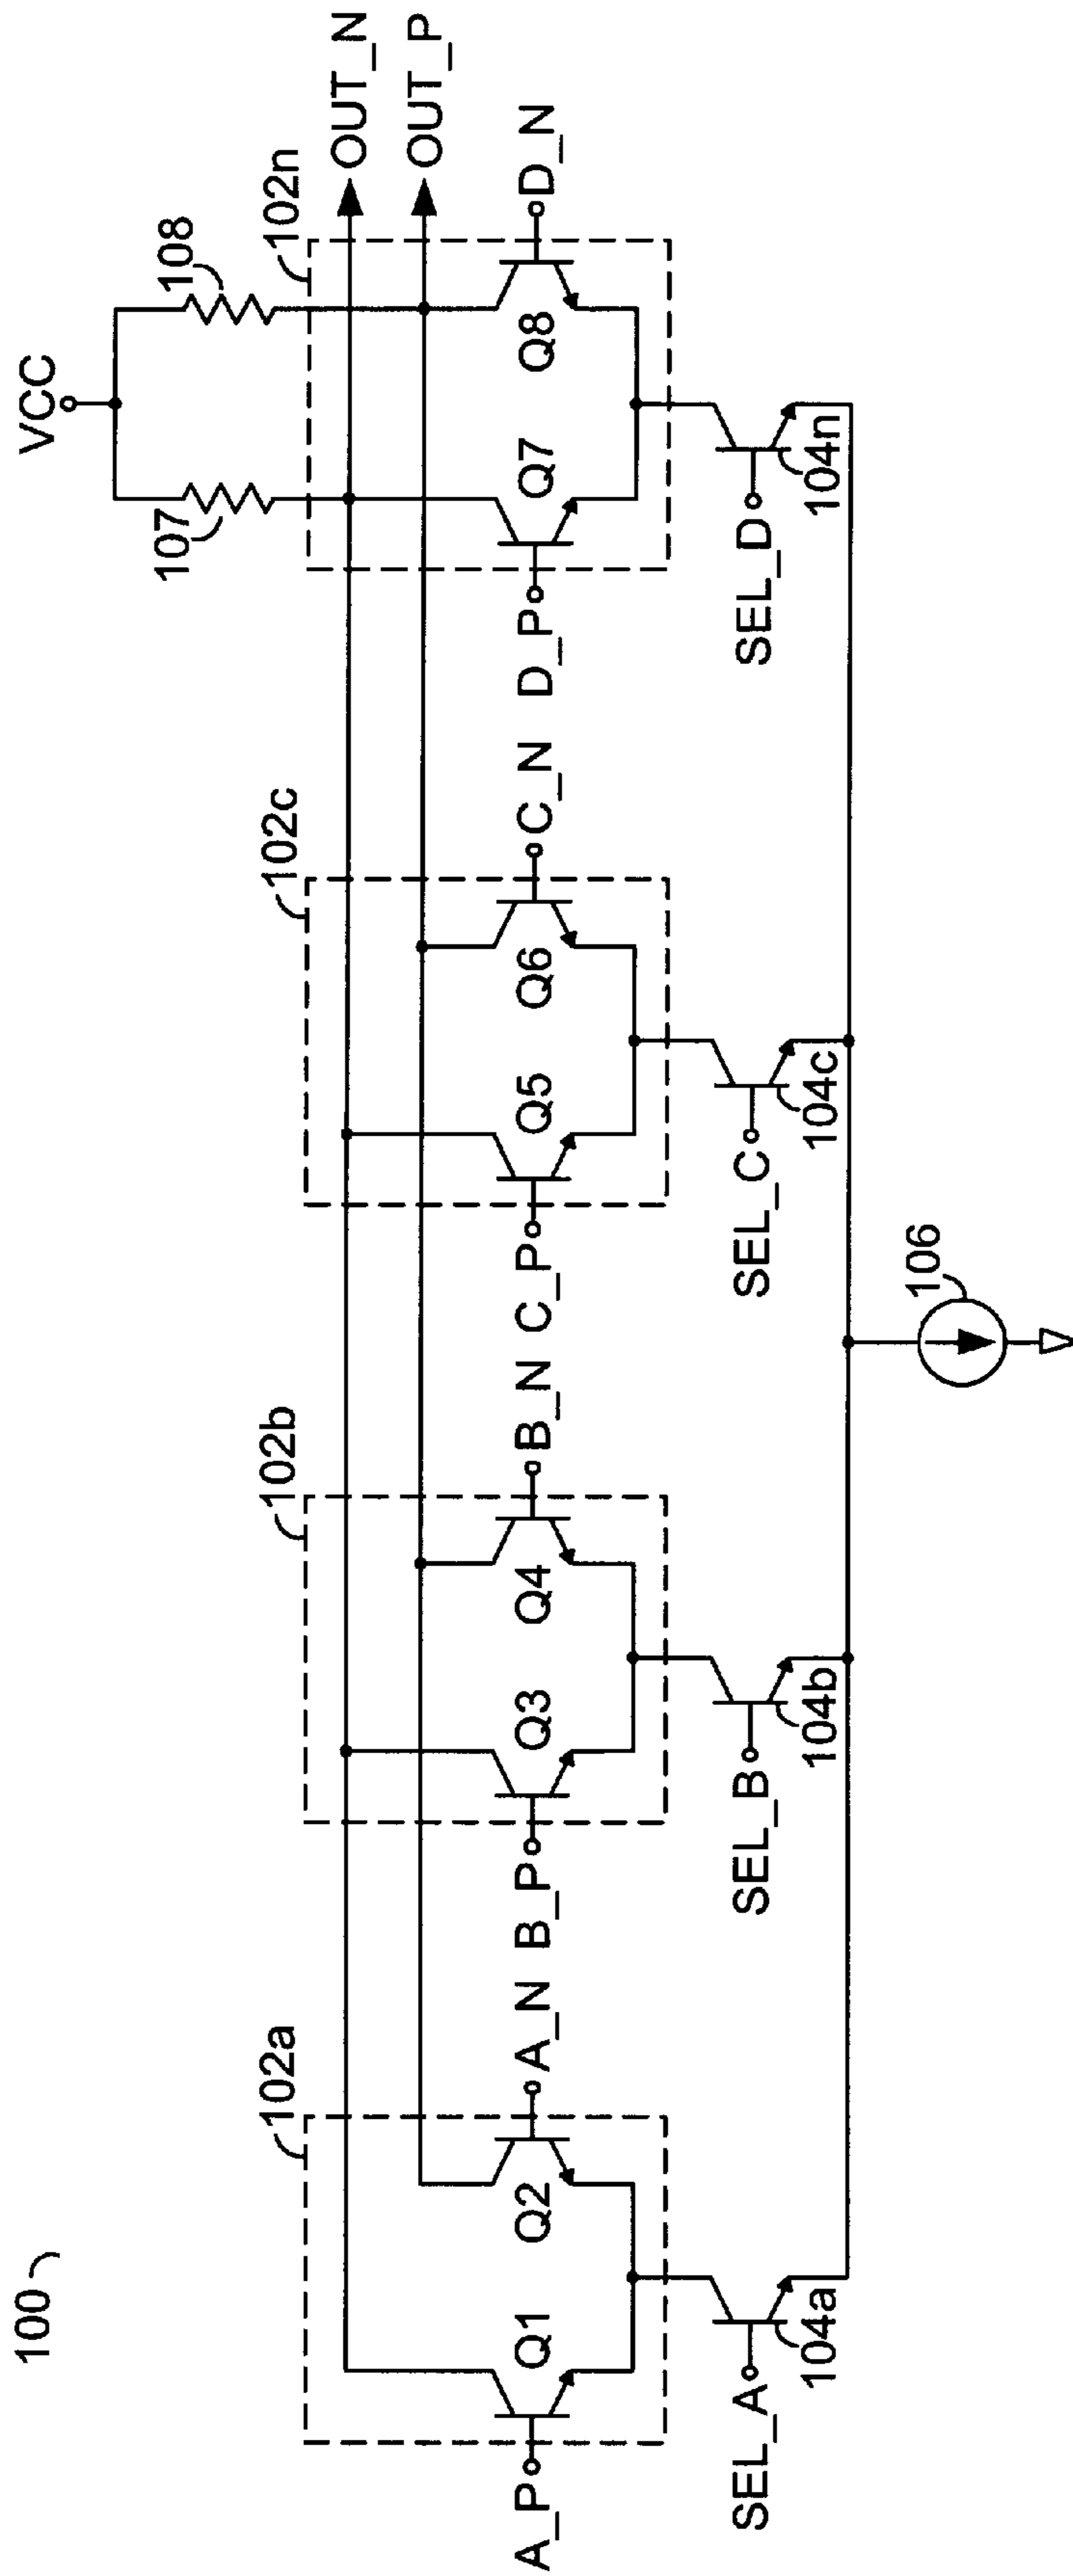 100
VCC
107
108
OUT_N
OUT_P
102a
102b
102c
102n
A_P
Q1
Q2
A_N
B_P
Q3
Q4
B_N
C_P
Q5
Q6
C_N
D_P
Q7
Q8
D_N
SEL_A
104a
SEL_B
104b
SEL_C
104c
SEL_D
104n
106